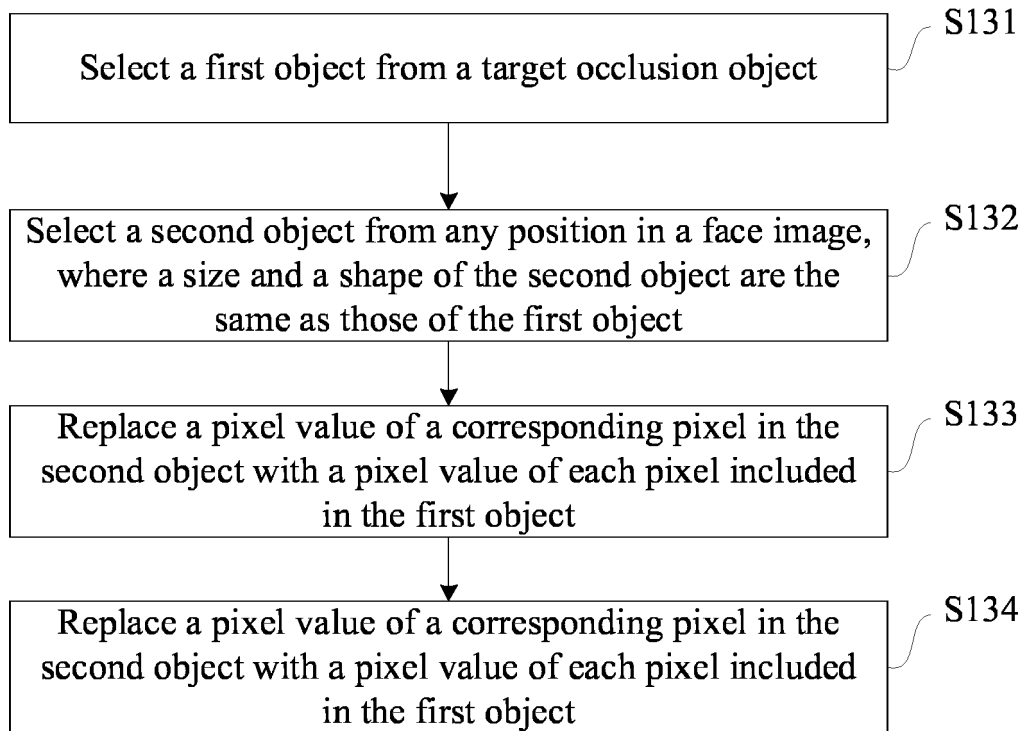 S131
Select a first object from a target occlusion object
S132
Select a second object from any position in a face image,
where a size and a shape of the second object are the
same as those of the first object
S133
Replace a pixel value of a corresponding pixel in the
second object with a pixel value of each pixel included
in the first object
S134
Replace a pixel value of a corresponding pixel in the
second object with a pixel value of each pixel included
in the first object